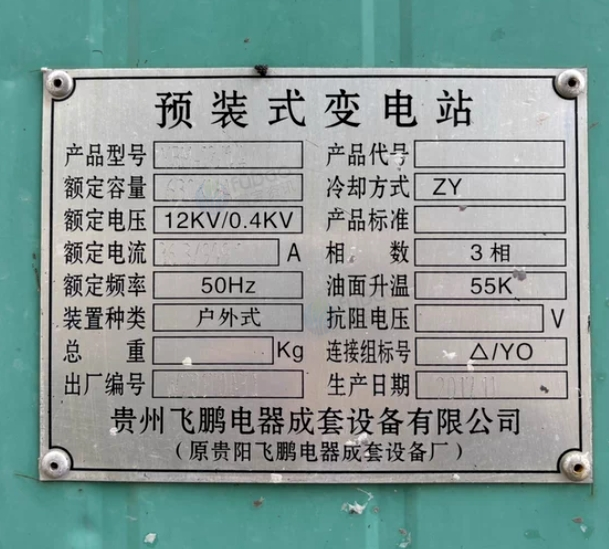 预装式变电站
产品型号 产品代号
额定容量 630 冷却方式 ZY
额定电压 12KV/0.4KV 产品标准
额定电流 A 相数 3相
额定频率 50Hz 油面升温 55K
装置种类 户外式 抗阻电压 V
总重 Kg 连接组标号 △/YO
出厂编号 生产日期 2017.11
贵州飞鹏电器成套设备有限公司
(原贵阳飞鹏电器成套设备厂)